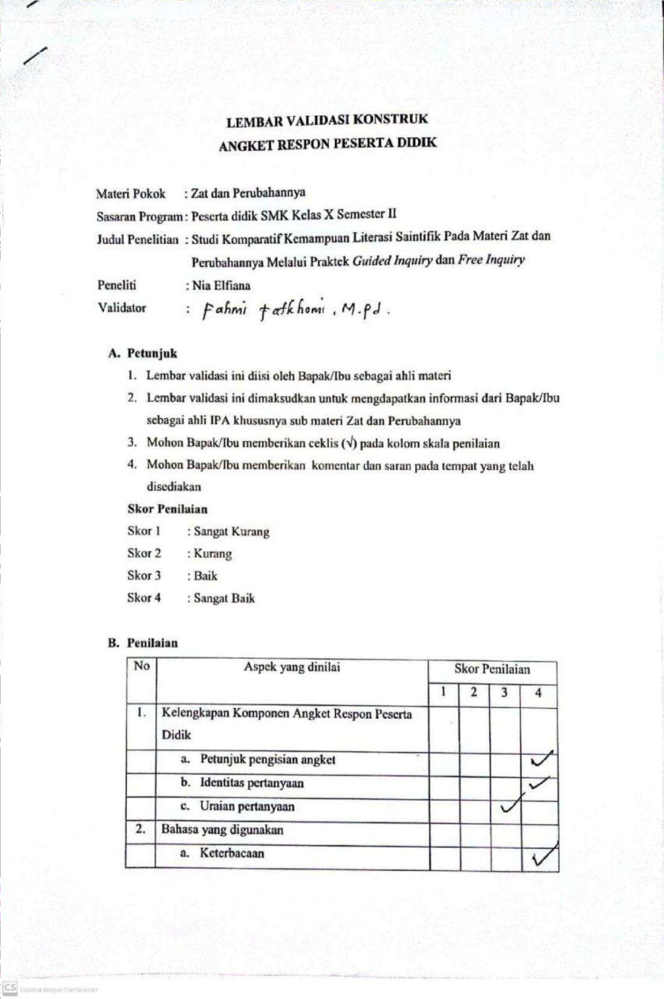 LEMBAR VALIDASI KONSTRUK
ANGKET RESPON PESERTA DIDIK
Materi Pokok : Zat dan Perubahannya
Sasaran Program : Peserta didik SMK Kelas X Semester II
Judul Penelitian : Studi Komparatif Kemampuan Literasi Saintifik Pada Materi Zat dan
Perubahannya Melalui Praktek Guided Inquiry dan Free Inquiry
Peneliti : Nia Elfiana
Validator : Fahmi Fatkhomi, M.Pd.
A. Petunjuk
1. Lembar validasi ini diisi oleh Bapak/Ibu sebagai ahli materi
2. Lembar validasi ini dimaksudkan untuk mengdapatkan informasi dari Bapak/Ibu
sebagai ahli IPA khususnya sub materi Zat dan Perubahannya
3. Mohon Bapak/Ibu memberikan ceklis (√) pada kolom skala penilaian
4. Mohon Bapak/Ibu memberikan komentar dan saran pada tempat yang telah
disediakan
Skor Penilaian
Skor 1 : Sangat Kurang
Skor 2 : Kurang
Skor 3 : Baik
Skor 4 : Sangat Baik
B. Penilaian
No Aspek yang dinilai Skor Penilaian
1 2 3 4
1. Kelengkapan Komponen Angket Respon Peserta
Didik
a. Petunjuk pengisian angket ✓
b. Identitas pertanyaan ✓
c. Uraian pertanyaan ✓
2. Bahasa yang digunakan
a. Keterbacaan ✓
CS Dipindai dengan CamScanner